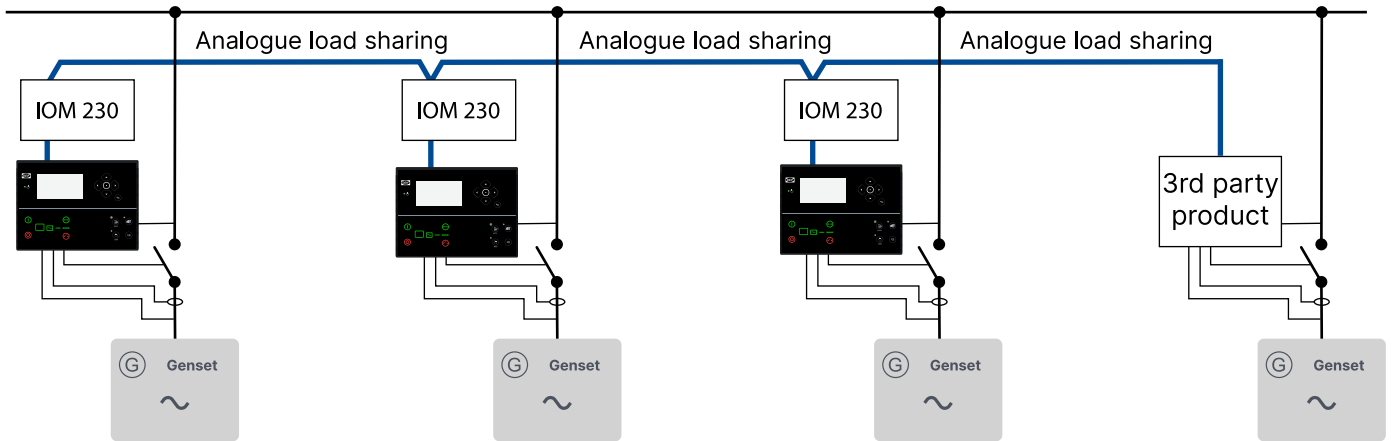 Analogue load sharing
Analogue load sharing
Analogue load sharing
IOM 230
IOM 230
IOM 230
3rd party
product
G Genset
G Genset
G Genset
G Genset